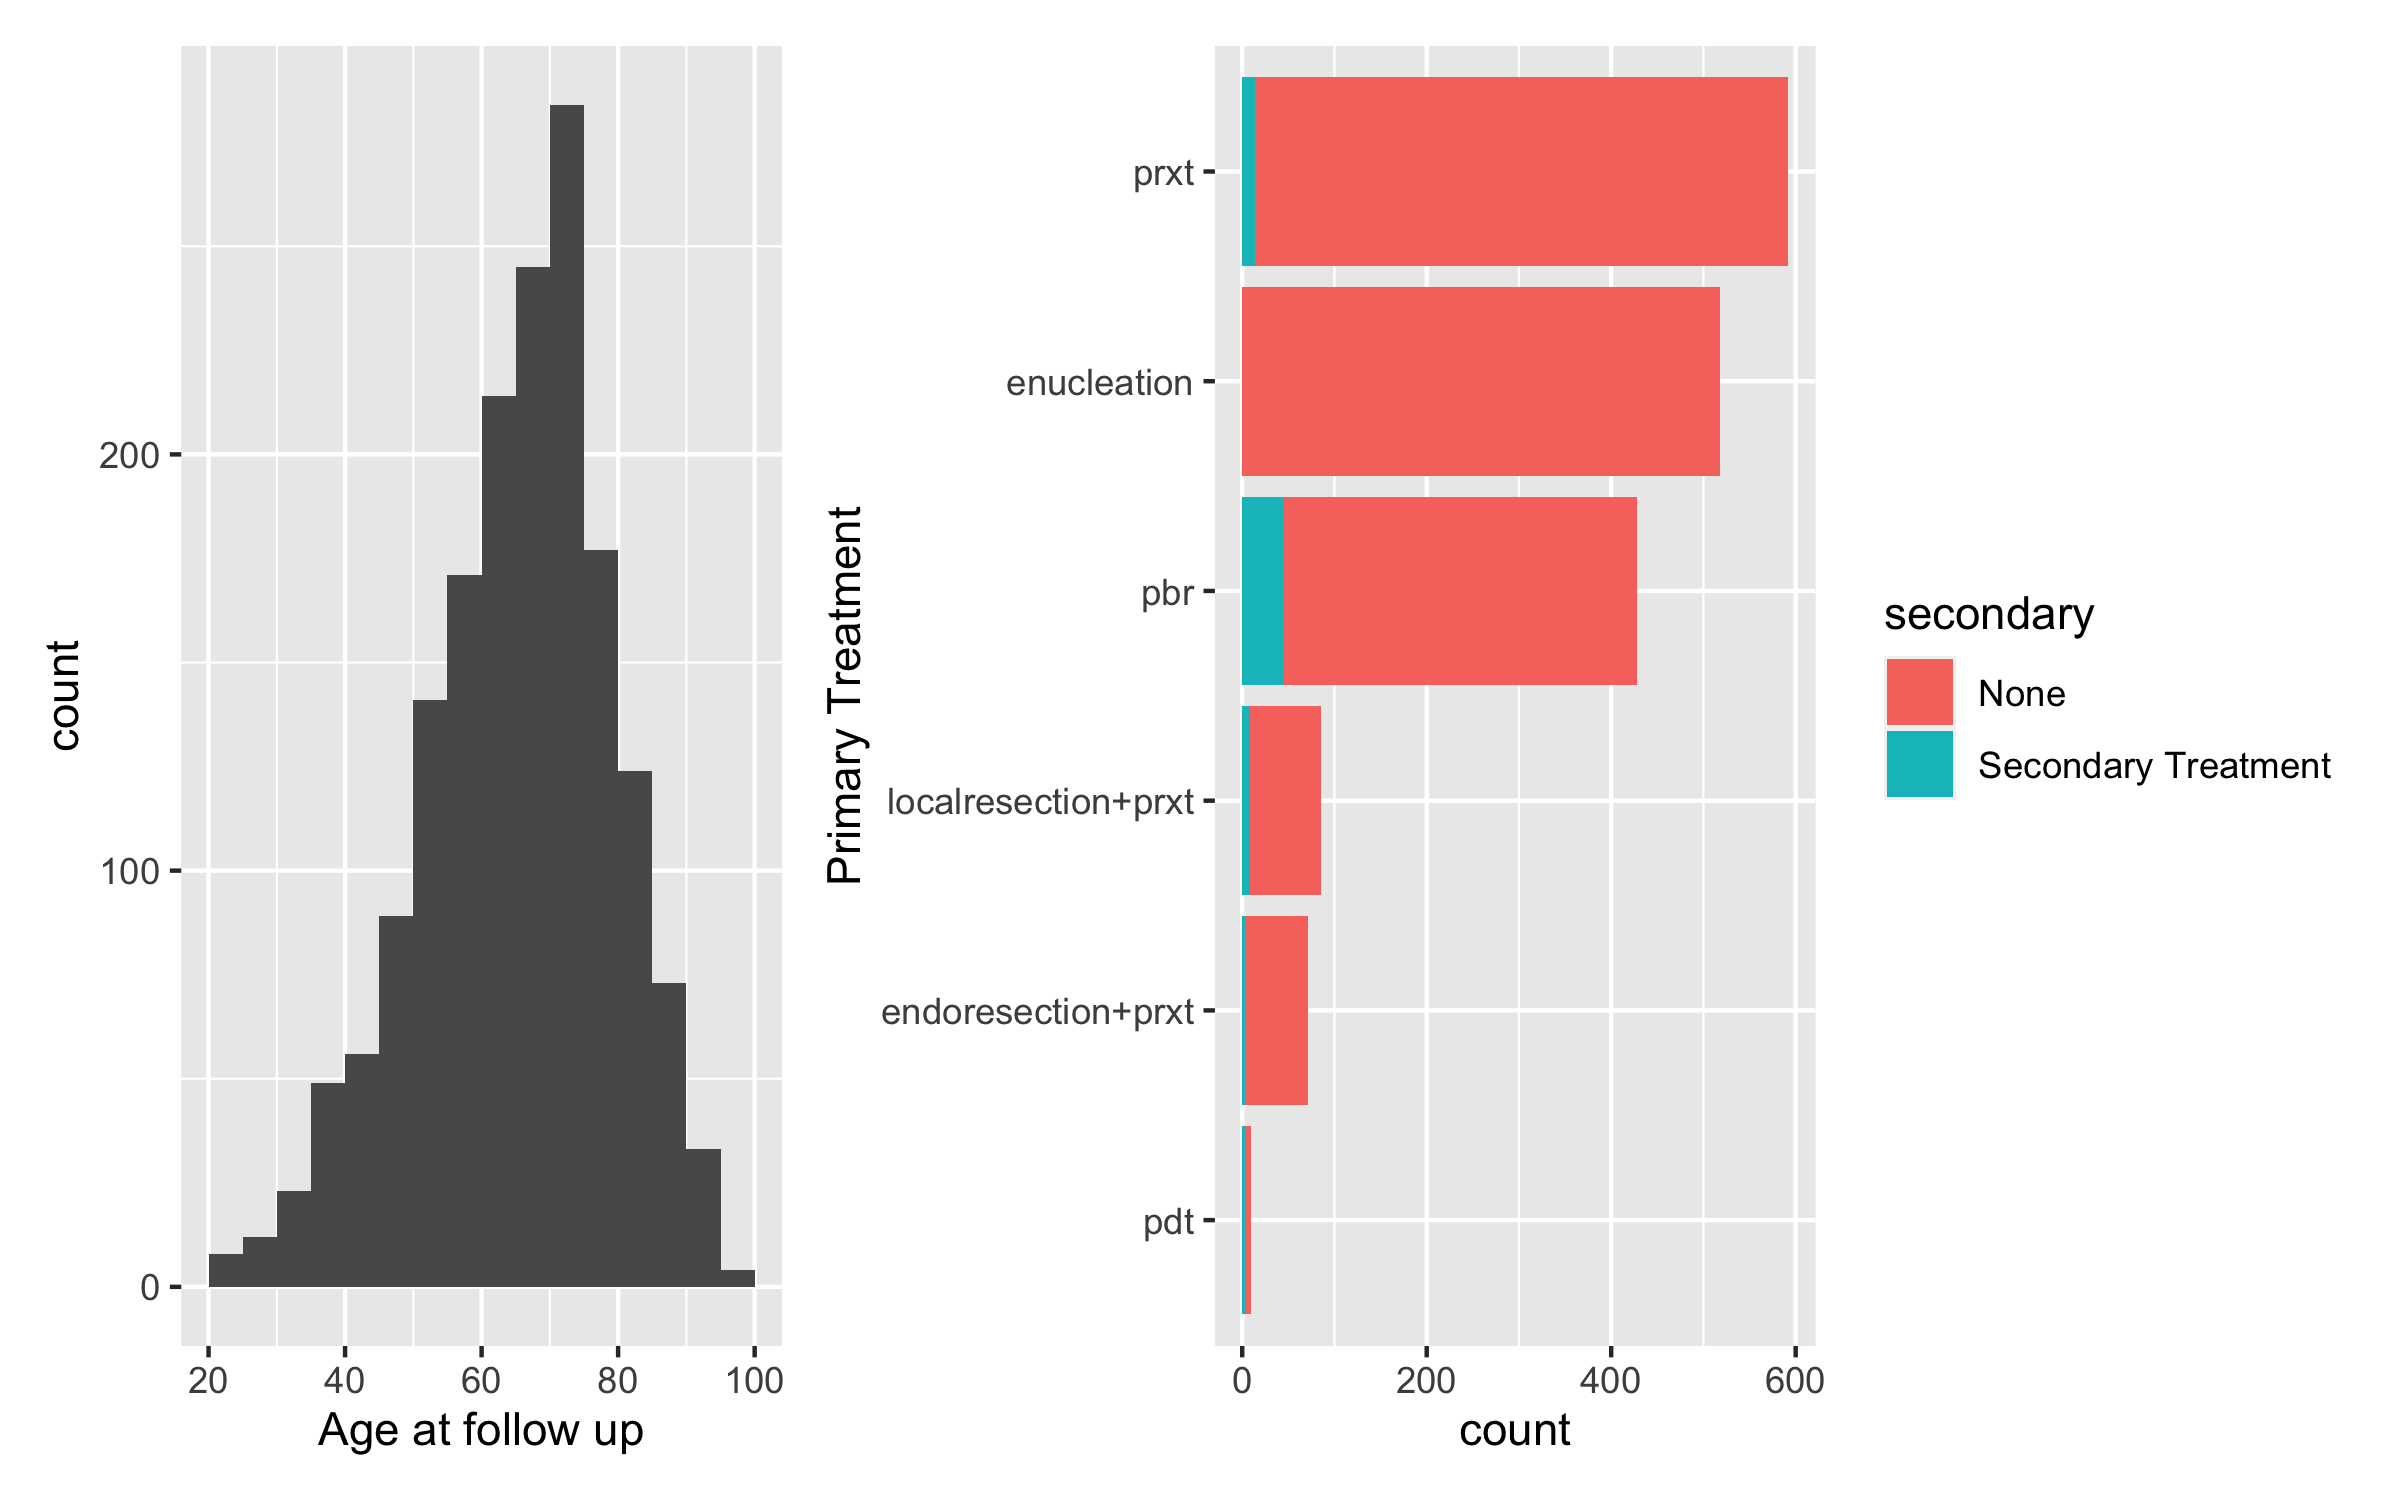 count
200
100
0
20 40 60 80 100
Age at follow up
Primary Treatment
prxt
enucleation
pbr
localresection+prxt
endoresection+prxt
pdt
0 200 400 600
count
secondary
None
Secondary Treatment